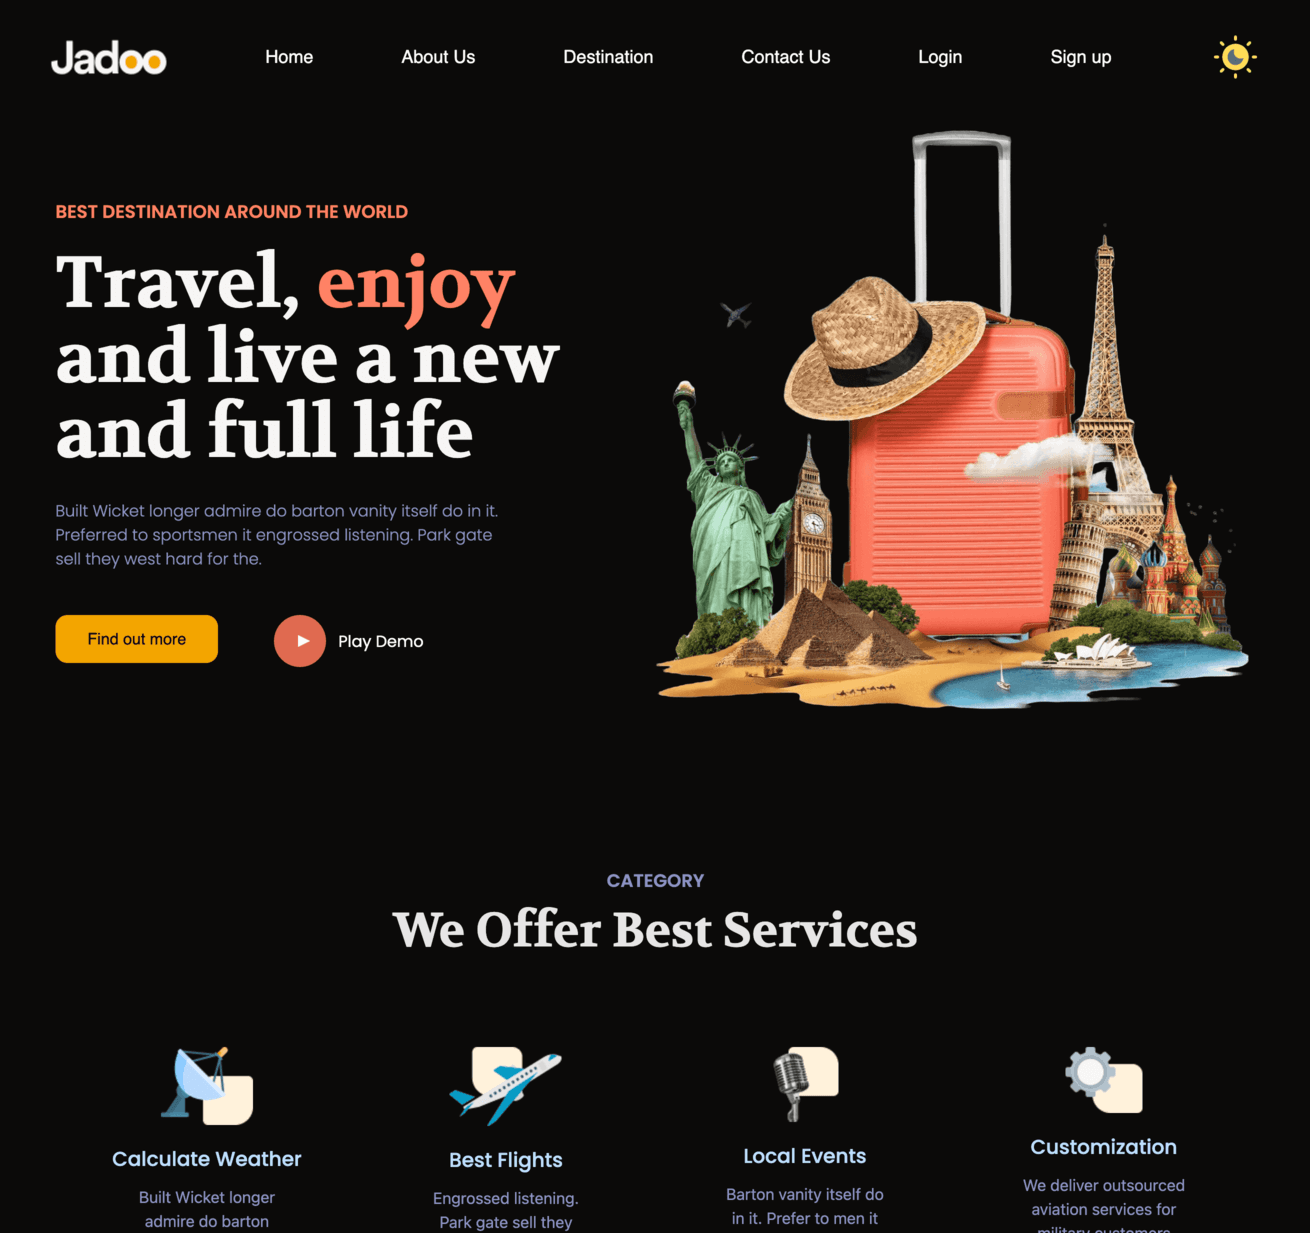 Jadoo
Home
About Us
Destination
Contact Us
Login
Sign up
BEST DESTINATION AROUND THE WORLD
Travel, enjoy
and live a new
and full life
Built Wicket longer admire do barton vanity itself do in it.
Preferred to sportsmen it engrossed listening. Park gate
sell they west hard for the.
Find out more
Play Demo
CATEGORY
We Offer Best Services
Calculate Weather
Built Wicket longer
admire do barton
Best Flights
Engrossed listening.
Park gate sell they
Local Events
Barton vanity itself do
in it. Prefer to men it
Customization
We deliver outsourced
aviation services for
military customers